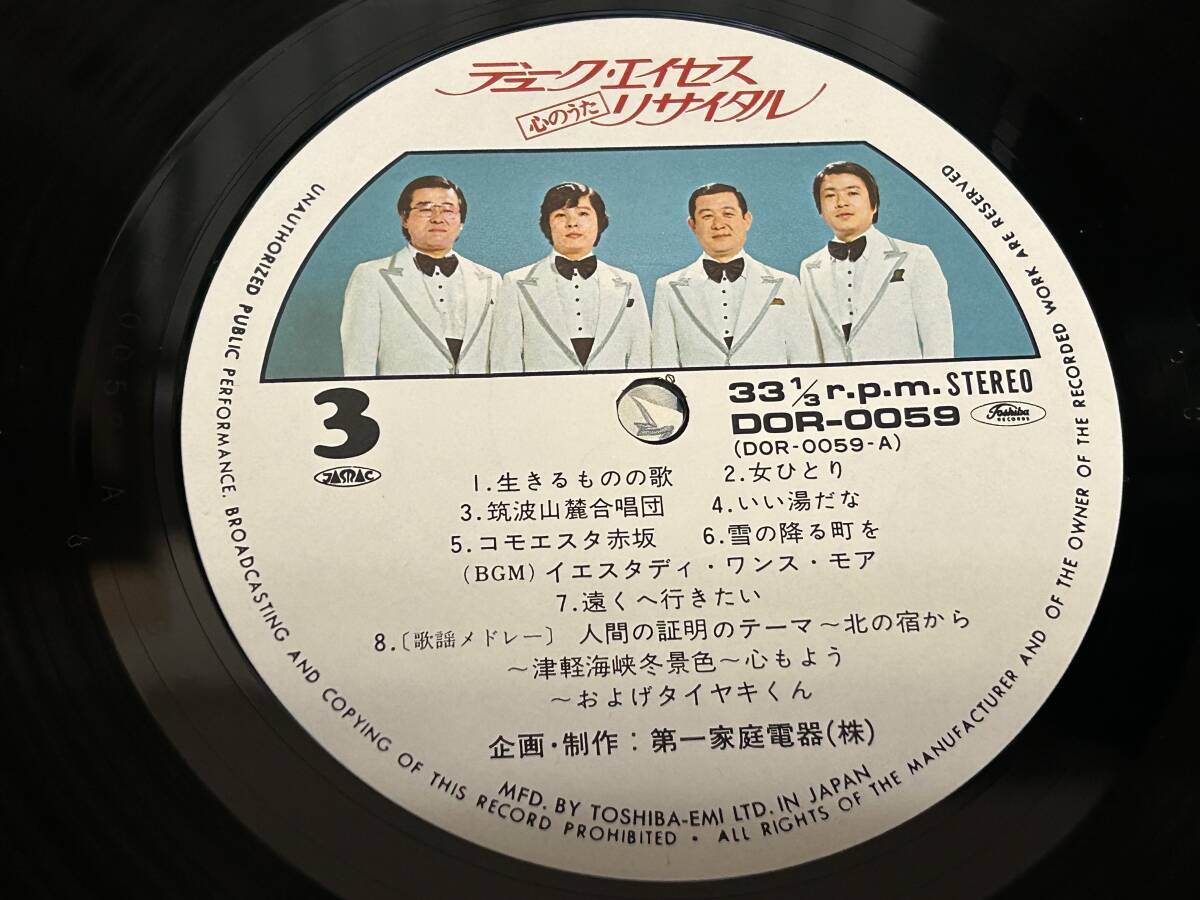 デューク・エイセス
心のうた リサイタル
3
JASRAC
33 1/3 r.p.m. STEREO
DOR-0059
Toshiba
RECORDS
(DOR-0059-A)
1.生きるものの歌 2.女ひとり
3.筑波山麓合唱団 4.いい湯だな
5.コモエスタ赤坂 6.雪の降る町を
(BGM)イエスタディ・ワンス・モア
7.遠くへ行きたい
8.〔歌謡メドレー〕 人間の証明のテーマ～北の宿から
～津軽海峡冬景色～心もよう
～およげタイヤキくん
企画・制作:第一家庭電器(株)
MFD. BY TOSHIBA-EMI LTD. IN JAPAN
UNAUTHORIZED PUBLIC PERFORMANCE, BROADCASTING AND COPYING OF THIS RECORD PROHIBITED • ALL RIGHTS OF THE MANUFACTURER AND OF THE OWNER OF THE RECORDED WORK ARE RESERVED